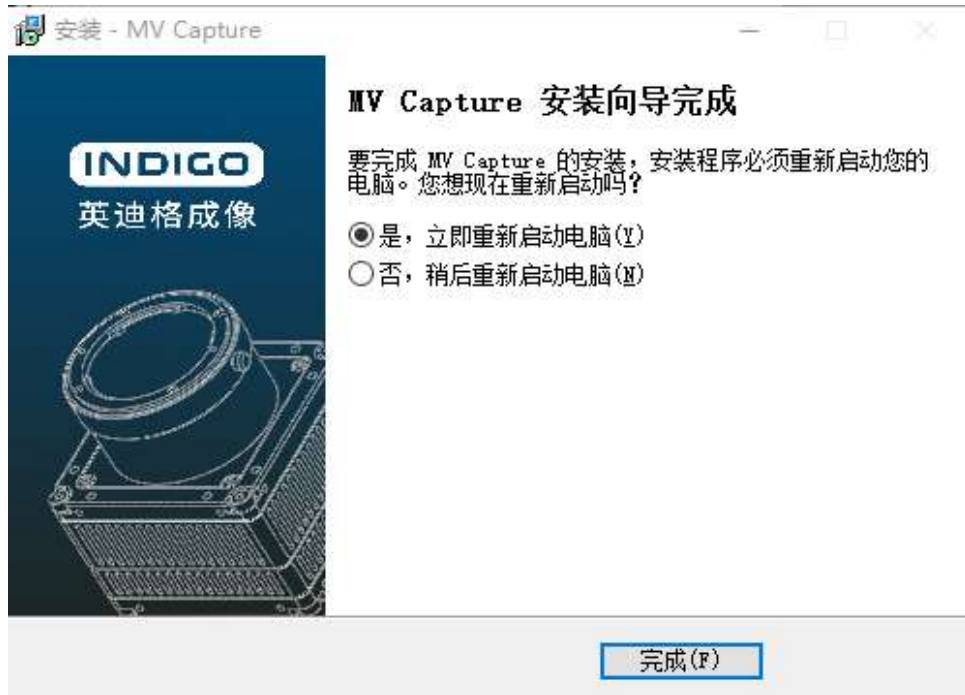 安装 - MV Capture
INDIGO
英迪格成像
MV Capture 安装向导完成
要完成 MV Capture 的安装，安装程序必须重新启动您的
电脑。您想现在重新启动吗？
是，立即重新启动电脑(Y)
否，稍后重新启动电脑(N)
完成(F)